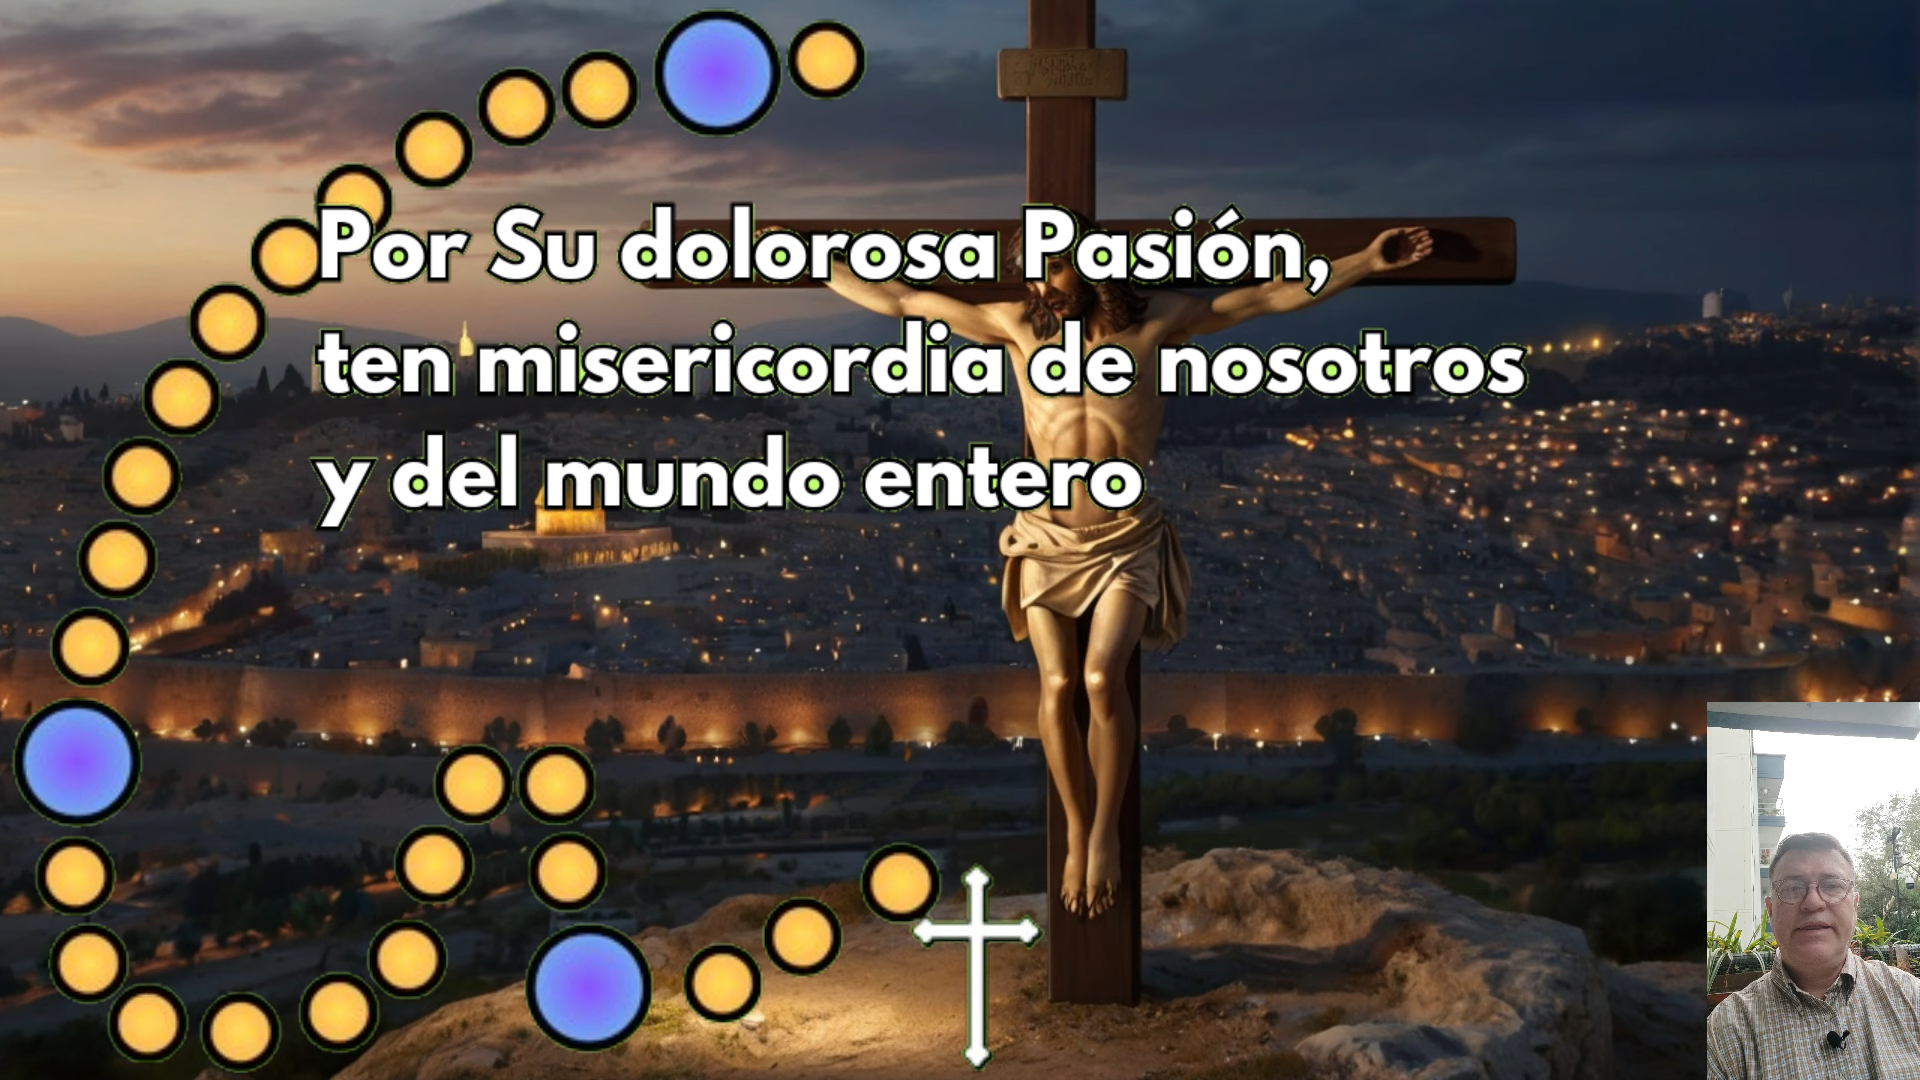 Por Su dolorosa Pasión,
ten misericordia de nosotros
y del mundo entero